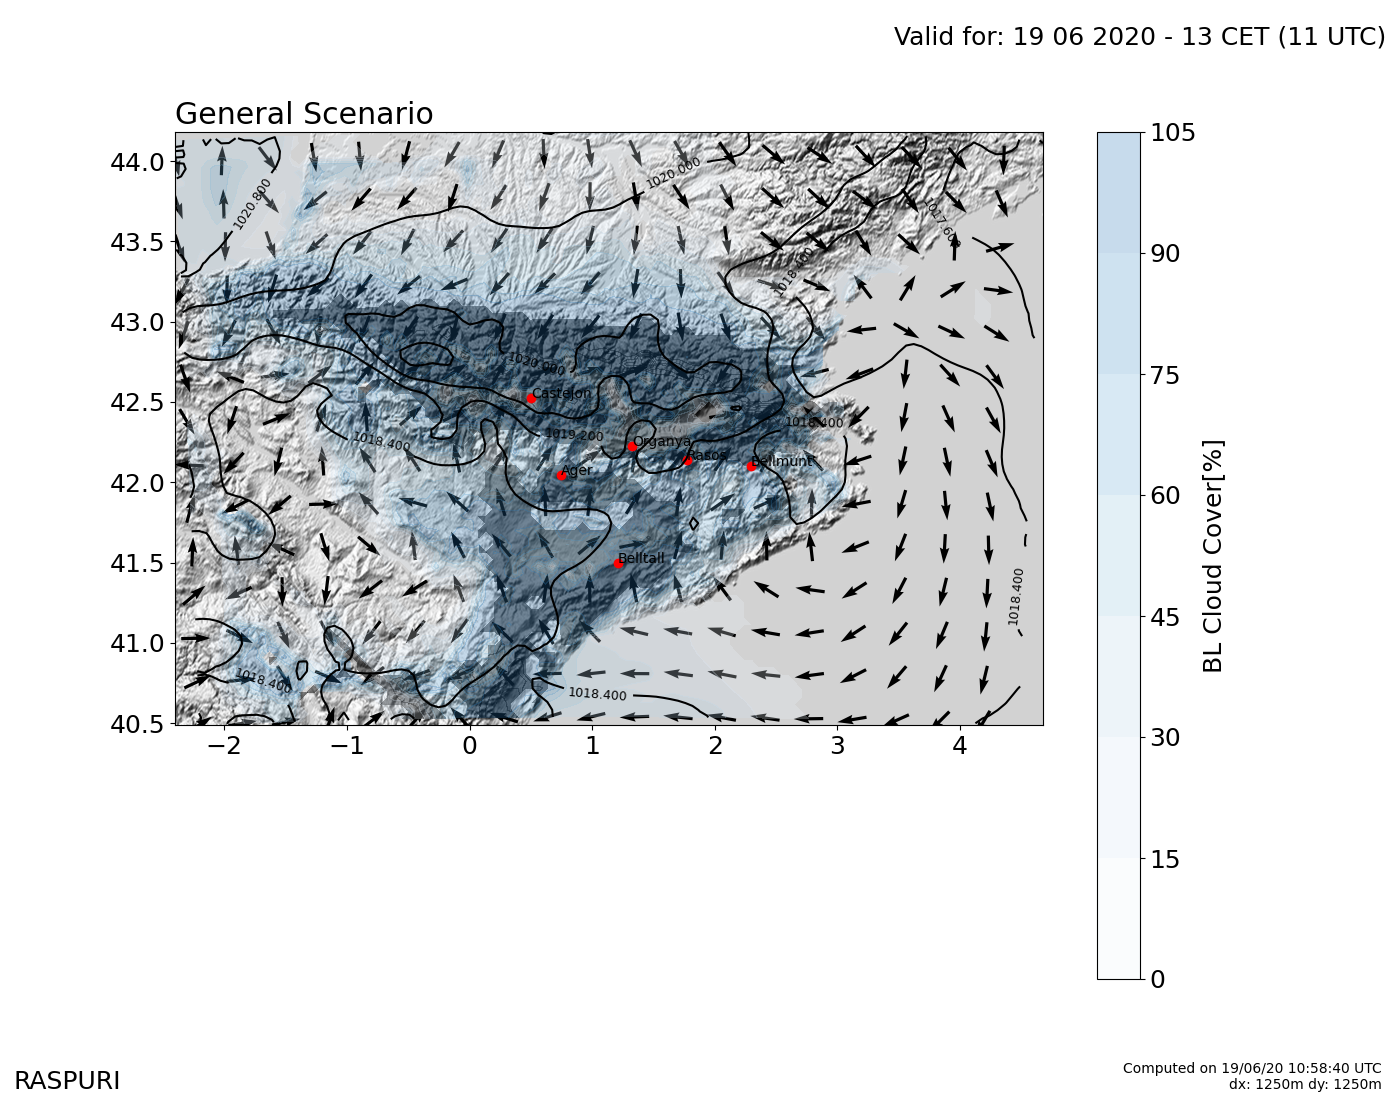 Valid for: 19 06 2020 - 13 CET (11 UTC)
General Scenario
105
90
75
60
45
30
15
0
BL Cloud Cover[%]
44.0
43.5
43.0
42.5
42.0
41.5
41.0
40.5
−2
−1
0
1
2
3
4
1020.000
1020.800
1017.600
1018.400
1020.000
Castejon
1018.400
1019.200
1018.400
Organya
Rasos
Bellmunt
Ager
Belltall
1018.400
1018.400
1018.400
RASPURI
Computed on 19/06/20 10:58:40 UTC
dx: 1250m dy: 1250m